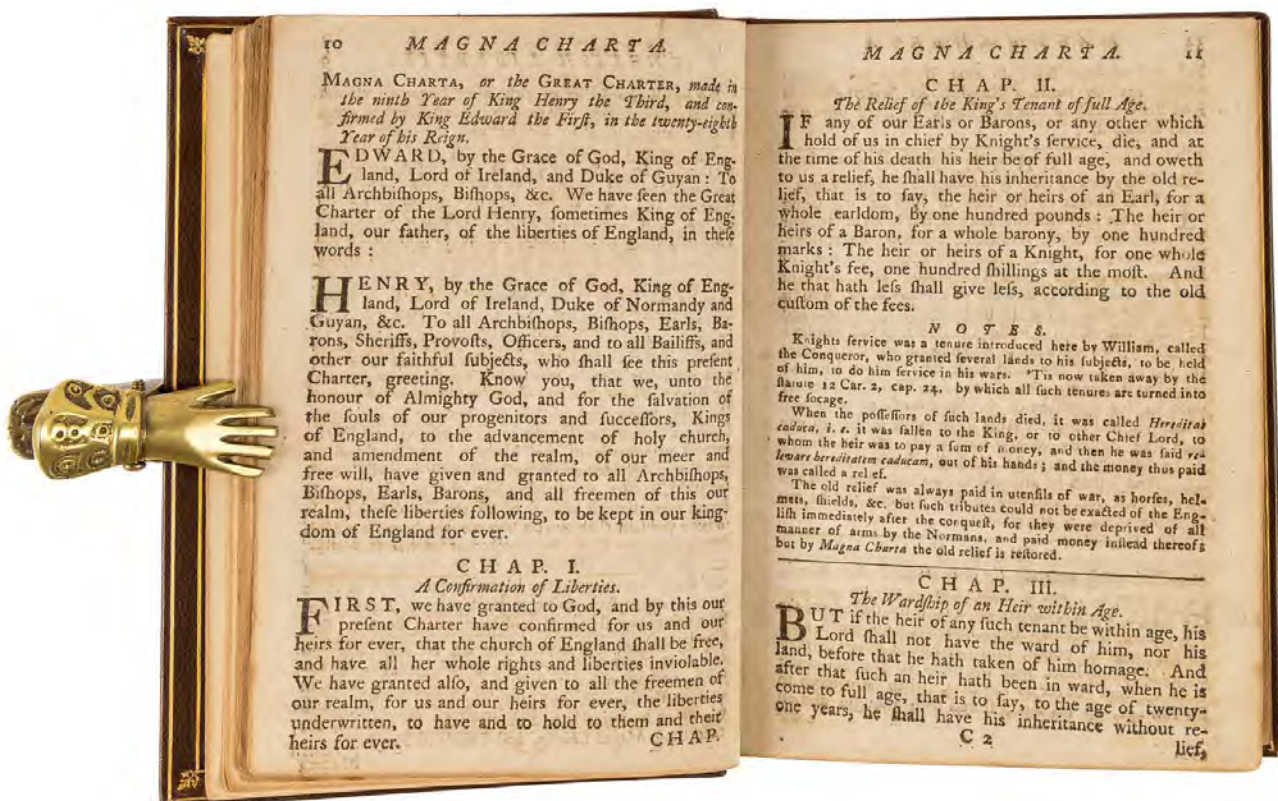 10 MAGNA CHARTA.
MAGNA CHARTA, or the GREAT CHARTER, made in
the ninth Year of King Henry the Third, and con-
firmed by King Edward the Firſt, in the twenty-eighth
Year of his Reign.
EDWARD, by the Grace of God, King of Eng-
land, Lord of Ireland, and Duke of Guyan: To
all Archbiſhops, Biſhops, &c. We have ſeen the Great
Charter of the Lord Henry, ſometimes King of Eng-
land, our father, of the liberties of England, in theſe
words :
HENRY, by the Grace of God, King of Eng-
land, Lord of Ireland, Duke of Normandy and
Guyan, &c. To all Archbiſhops, Biſhops, Earls, Ba-
rons, Sheriffs, Provoſts, Officers, and to all Bailiffs, and
other our faithful ſubjects, who ſhall ſee this preſent
Charter, greeting. Know you, that we, unto the
honour of Almighty God, and for the ſalvation of
the ſouls of our progenitors and ſucceſſors, Kings
of England, to the advancement of holy church,
and amendment of the realm, of our meer and
free will, have given and granted to all Archbiſhops,
Biſhops, Earls, Barons, and all freemen of this our
realm, theſe liberties following, to be kept in our king-
dom of England for ever.
CHAP. I.
A Confirmation of Liberties.
FIRST, we have granted to God, and by this our
preſent Charter have confirmed for us and our
heirs for ever, that the church of England ſhall be free,
and have all her whole rights and liberties inviolable.
We have granted alſo, and given to all the freemen of
our realm, for us and our heirs for ever, the liberties
underwritten, to have and to hold to them and their
heirs for ever. CHAP.
MAGNA CHARTA. 11
CHAP. II.
The Relief of the King's Tenant of full Age.
IF any of our Earls or Barons, or any other which
hold of us in chief by Knight's ſervice, die, and at
the time of his death his heir be of full age, and oweth
to us a relief, he ſhall have his inheritance by the old re-
lief, that is to ſay, the heir or heirs of an Earl, for a
whole earldom, By one hundred pounds : The heir or
heirs of a Baron, for a whole barony, by one hundred
marks : The heir or heirs of a Knight, for one whole
Knight's fee, one hundred ſhillings at the moſt. And
he that hath leſs ſhall give leſs, according to the old
cuſtom of the fees.
NOTES.
Knights ſervice was a tenure introduced here by William, called
the Conqueror, who granted ſeveral lands to his ſubjects, to be held
of him, to do him ſervice in his wars. 'Tis now taken away by the
ſtatute 12 Car. 2, cap. 24. by which all ſuch tenures are turned into
free ſocage.
When the poſſeſſors of ſuch lands died, it was called Hereditas
caduca, i. e. it was fallen to the King, or to other Chief Lord, to
whom the heir was to pay a ſum of money, and then he was ſaid re-
levare hereditatem caducam, out of his hands ; and the money thus paid
was called a relief.
The old relief was always paid in utenſils of war, as horſes, hel-
mets, ſhields, &c. but ſuch tributes could not be exacted of the Eng-
liſh immediately after the conqueſt, for they were deprived of all
manner of arms by the Normans, and paid money inſtead thereofs
but by Magna Charta the old relief is reſtored.
CHAP. III.
The Wardſhip of an Heir within Age.
BUT if the heir of any ſuch tenant be within age, his
Lord ſhall not have the ward of him, nor his
land, before that he hath taken of him homage. And
after that ſuch an heir hath been in ward, when he is
come to full age, that is to ſay, to the age of twenty-
one years, he ſhall have his inheritance without re-
C 2 lief,